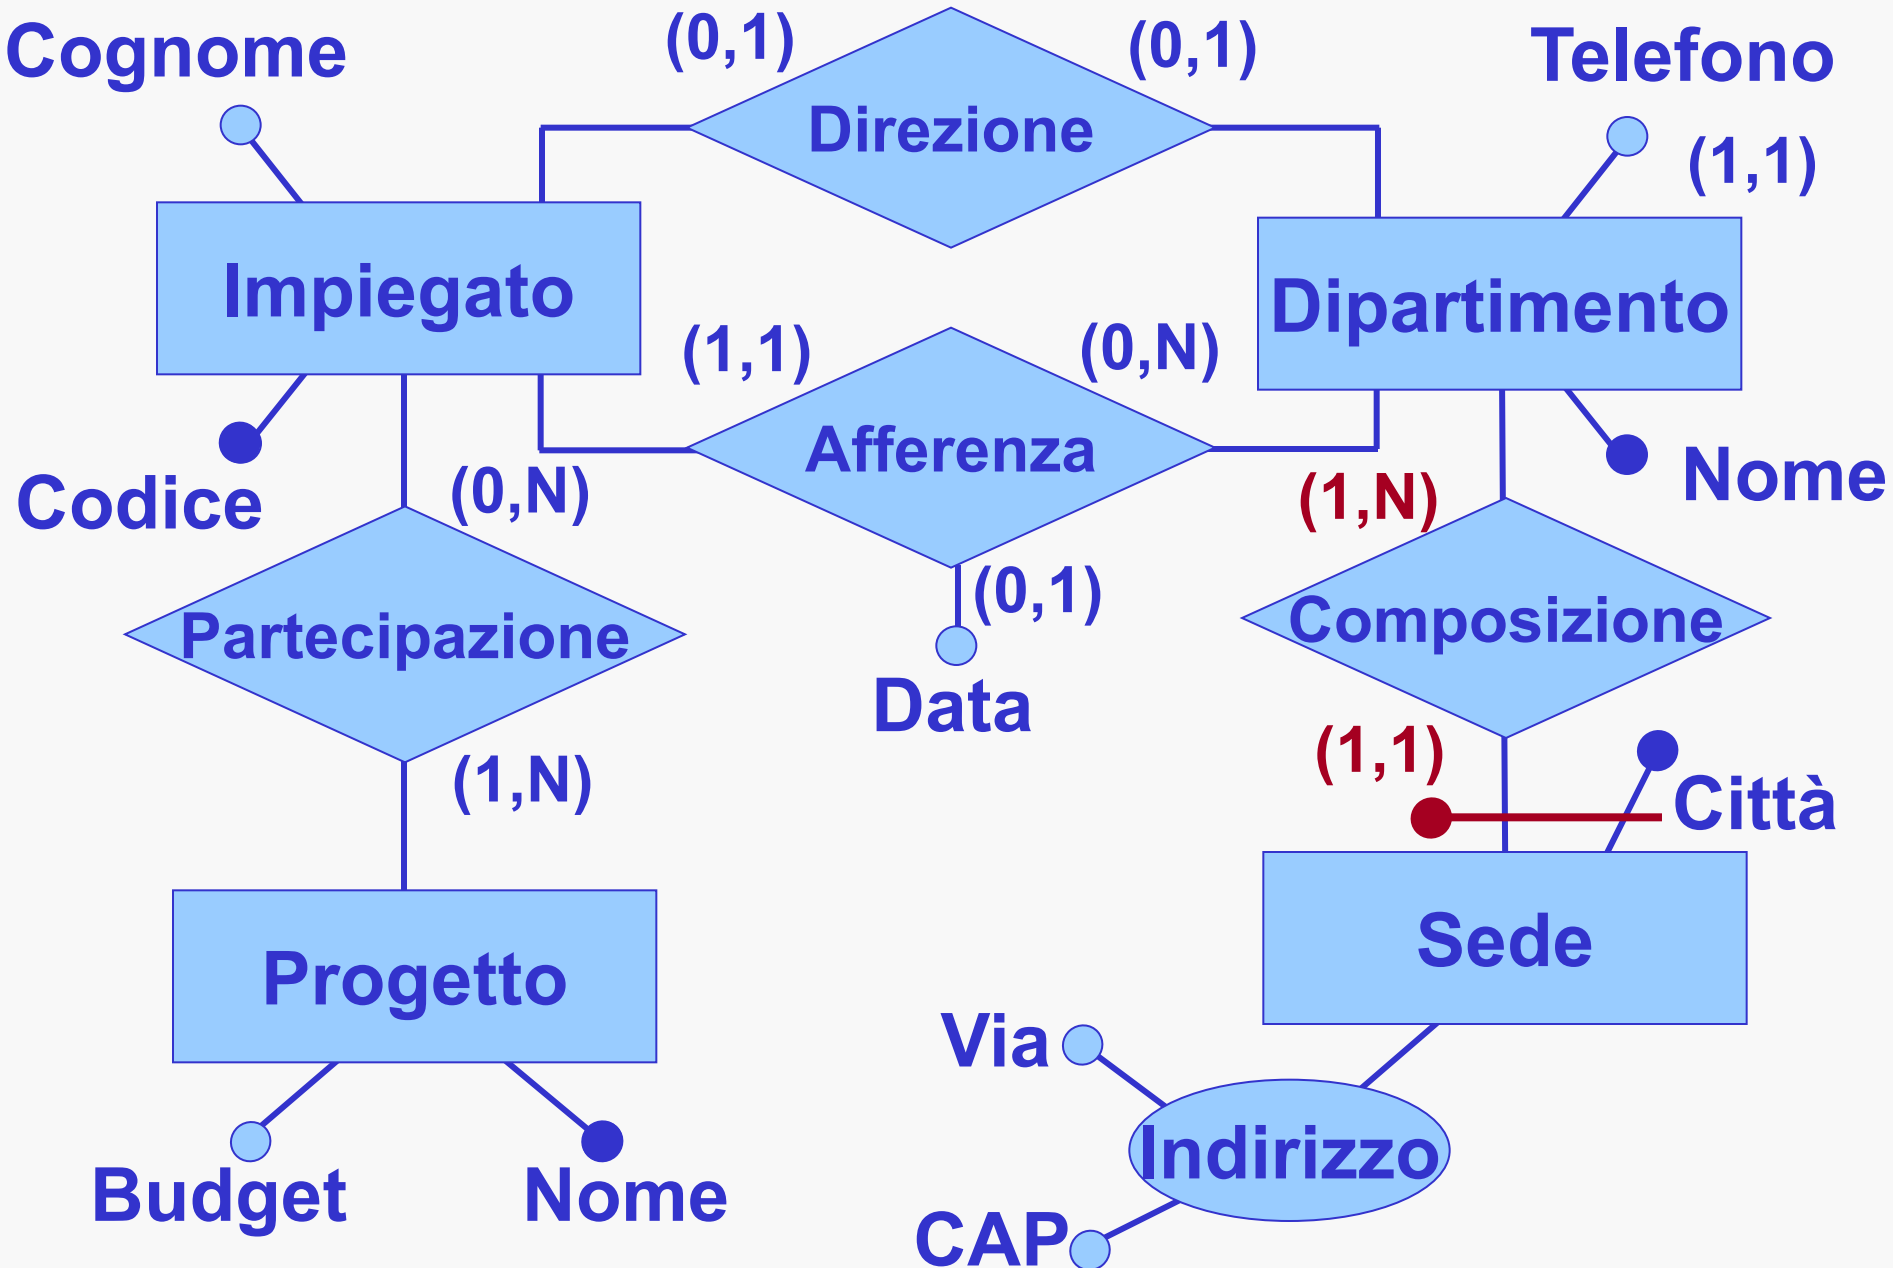 Cognome
(0,1)
(0,1)
Telefono
Direzione
(1,1)
Impiegato
Dipartimento
(1,1)
(0,N)
Afferenza
Codice
(0,N)
(1,N)
Nome
Partecipazione
(0,1)
Composizione
Data
(1,N)
(1,1)
Città
Progetto
Sede
Via
Indirizzo
Budget
Nome
CAP